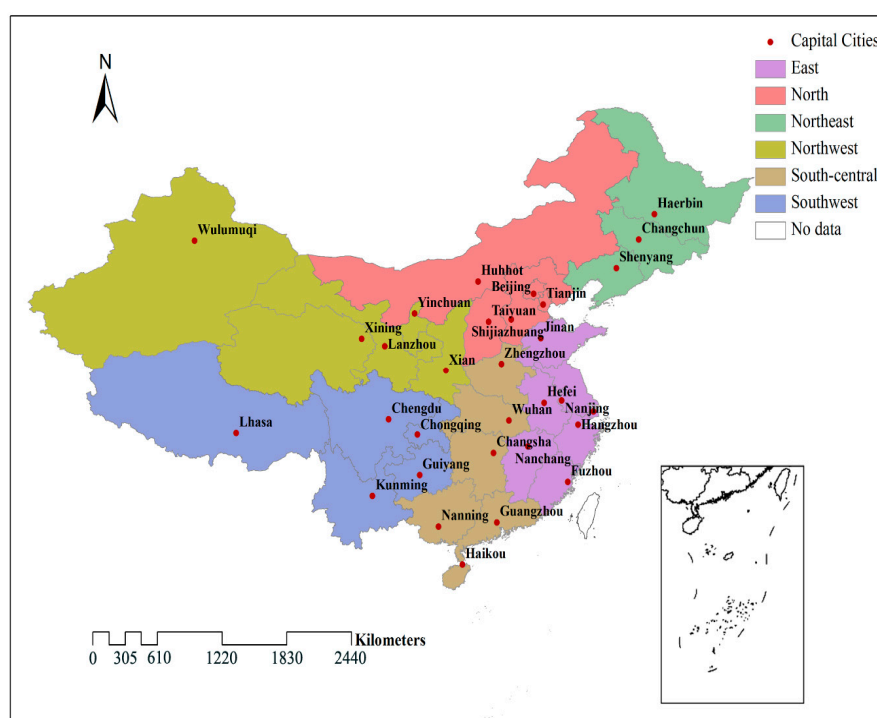 N
Capital Cities
East
North
Northeast
Northwest
South-central
Southwest
No data
Haerbin
Changchun
Shenyang
Wulumuqi
Huhhot
Beijing
Tianjin
Yinchuan
Taiyuan
Shijiazhuang
Jinan
Xining
Lanzhou
Zhengzhou
Xian
Hefei
Nanjing
Chengdu
Wuhan
Hangzhou
Lhasa
Chongqing
Changsha
Nanchang
Guiyang
Fuzhou
Kunming
Nanning
Guangzhou
Haikou
Kilometers
0 305 610 1220 1830 2440